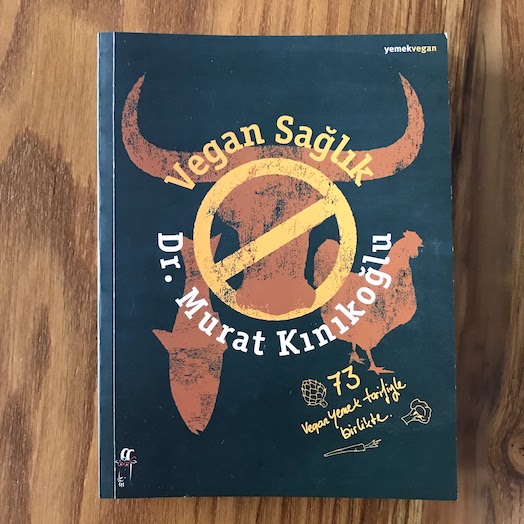 yemekvegan
Vegan Sağlık
Dr. Murat Kınıkoğlu
73
Vegan yemek tarifiyle
birlikte.